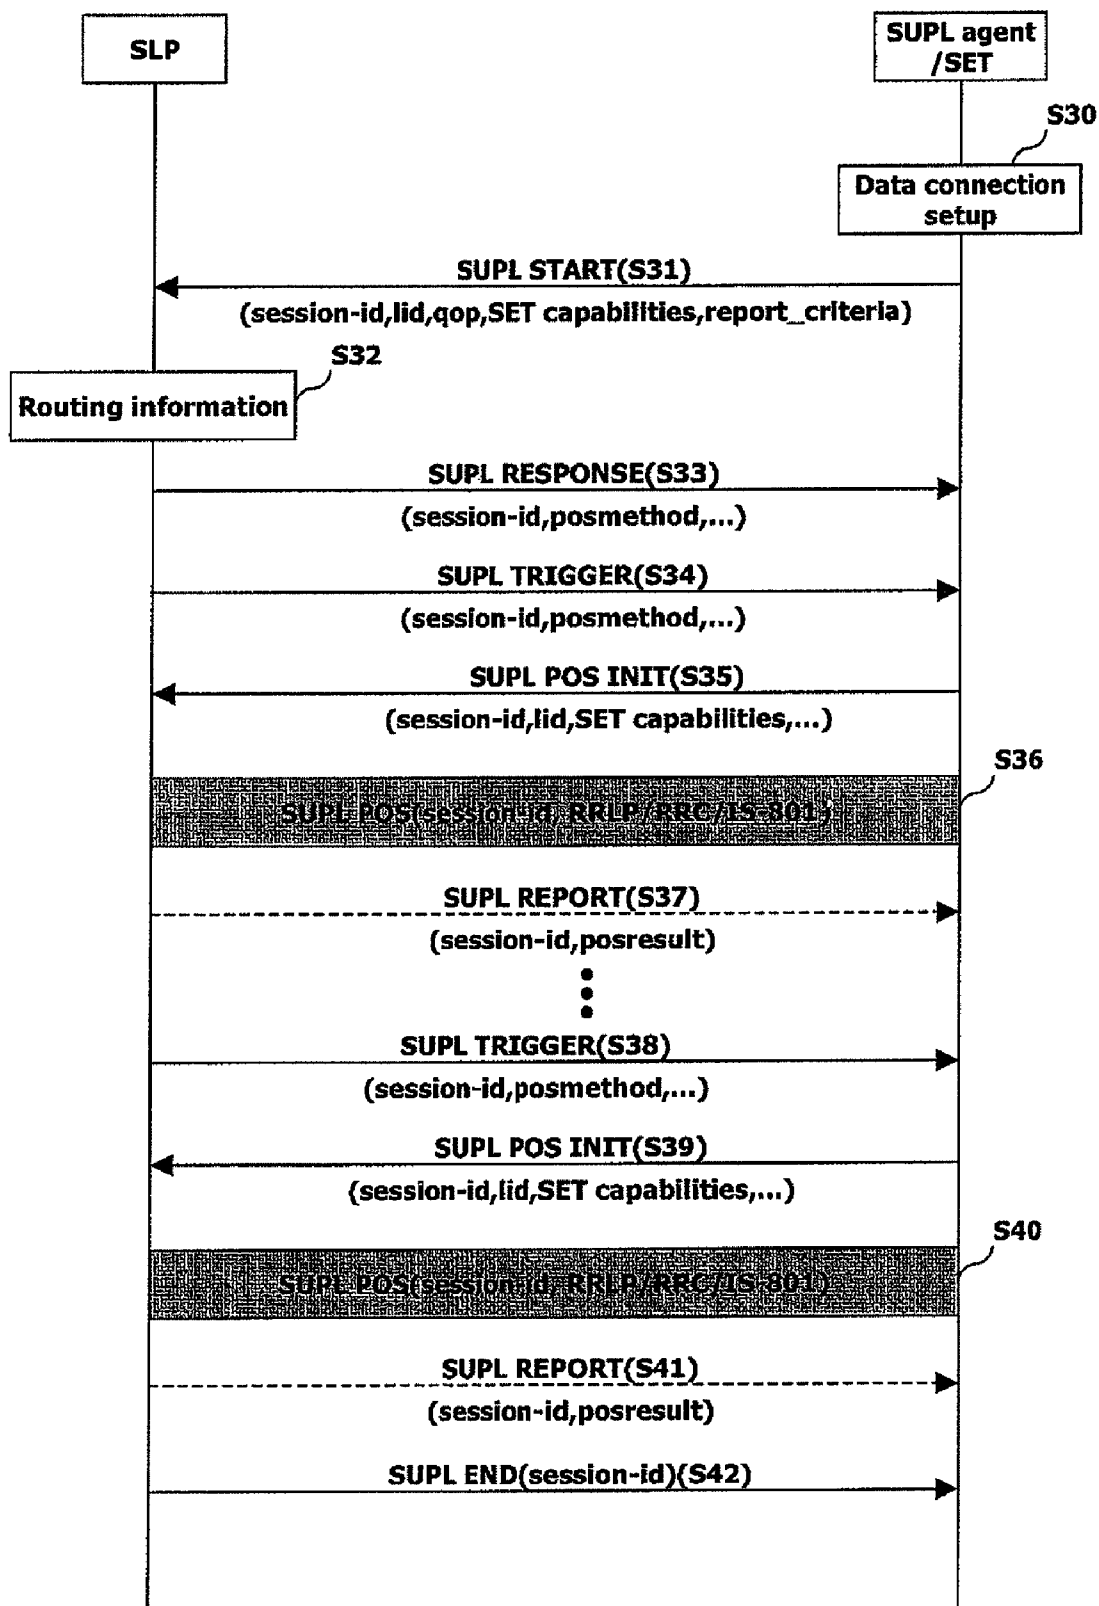 SLP
SUPL agent
/SET
S30
Data connection
setup
SUPL START(S31)
(session-id,lid,qop,SET capabilities,report_criteria)
S32
Routing information
SUPL RESPONSE(S33)
(session-id,posmethod,...)
SUPL TRIGGER(S34)
(session-id,posmethod,...)
SUPL POS INIT(S35)
(session-id,lid,SET capabilities,...)
S36
SUPL POS(session-id, RRLP/RRC/IS-801)
SUPL REPORT(S37)
(session-id,posresult)
SUPL TRIGGER(S38)
(session-id,posmethod,...)
SUPL POS INIT(S39)
(session-id,lid,SET capabilities,...)
S40
SUPL POS(session-id, RRLP/RRC/IS-801)
SUPL REPORT(S41)
(session-id,posresult)
SUPL END(session-id)(S42)